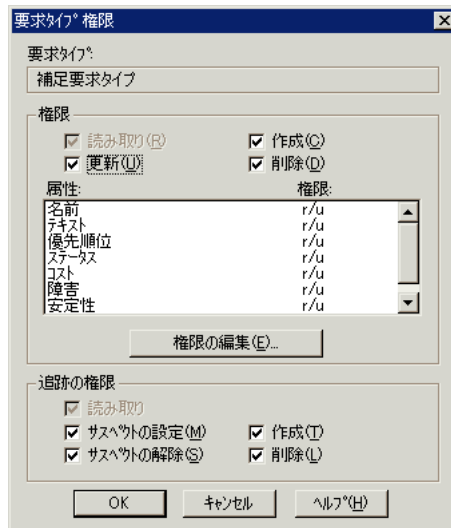 要求タイプ 権限
要求タイプ:
補足要求タイプ
権限
読み取り(R) 作成(C)
更新(U) 削除(D)
属性: 権限:
名前 r/u
テキスト r/u
優先順位 r/u
ステータス r/u
コスト r/u
障害 r/u
安定性 r/u
権限の編集(E)...
追跡の権限
読み取り
サスペクトの設定(M) 作成(T)
サスペクトの解除(S) 削除(L)
OK キャンセル ヘルプ(H)